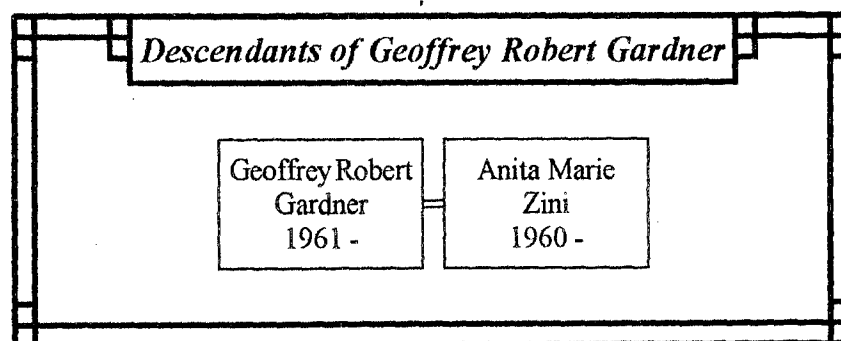 Descendants of Geoffrey Robert Gardner
Geoffrey Robert
Gardner
1961 -
Anita Marie
Zini
1960 -